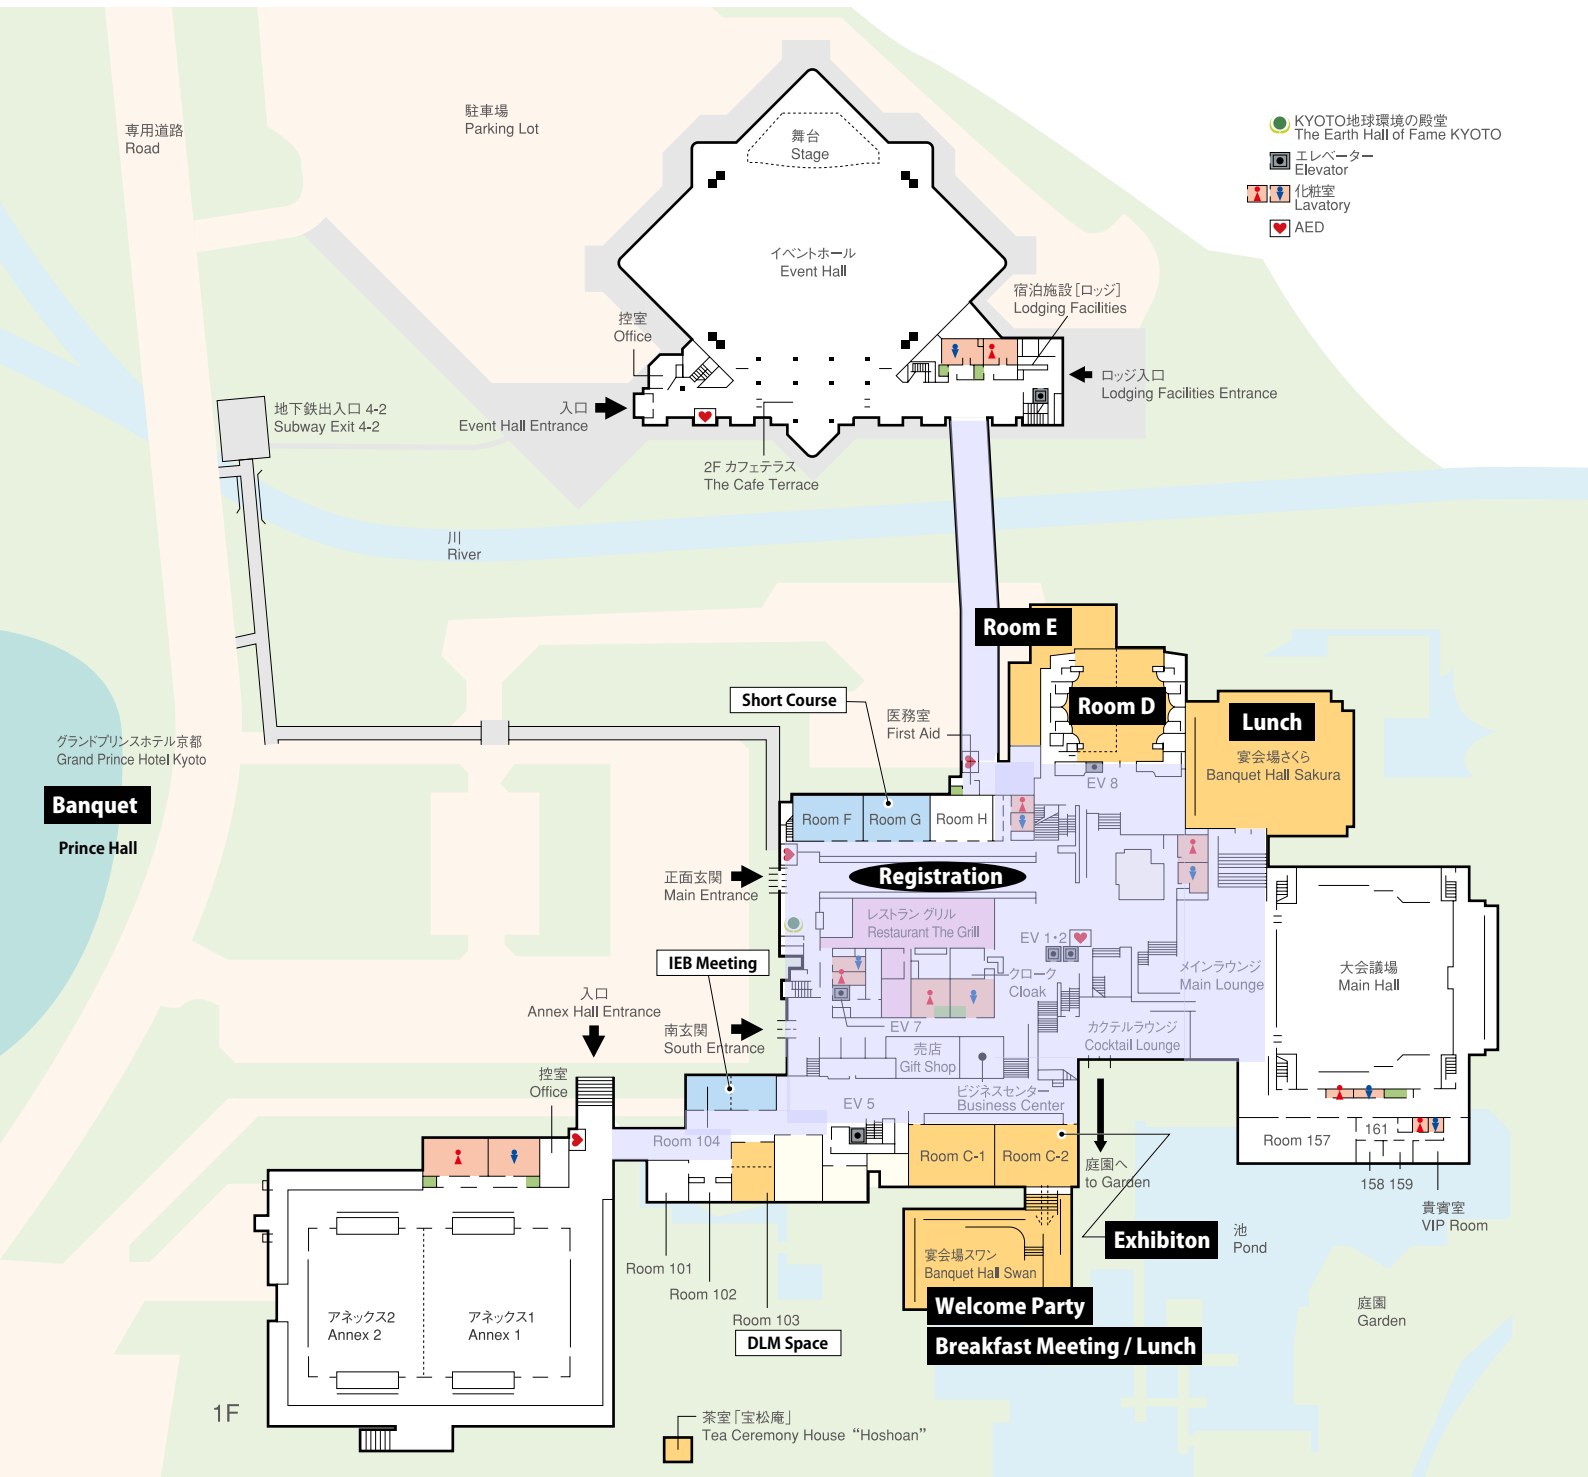 専用道路
Road
駐車場
Parking Lot
舞台
Stage
KYOTO地球環境の殿堂
The Earth Hall of Fame KYOTO
エレベーター
Elevator
化粧室
Lavatory
AED
イベントホール
Event Hall
宿泊施設［ロッジ］
Lodging Facilities
控室
Office
ロッジ入口
Lodging Facilities Entrance
地下鉄出入口 4-2
Subway Exit 4-2
入口
Event Hall Entrance
2F カフェテラス
The Cafe Terrace
川
River
Room E
Short Course
Room D
Lunch
医務室
First Aid
グランドプリンスホテル京都
Grand Prince Hotel Kyoto
宴会場さくら
Banquet Hall Sakura
EV 8
Banquet
Prince Hall
Room F
Room G
Room H
正面玄関
Main Entrance
Registration
レストラン グリル
Restaurant The Grill
EV 1・2
IEB Meeting
クローク
Cloak
メインラウンジ
Main Lounge
大会議場
Main Hall
入口
Annex Hall Entrance
南玄関
South Entrance
EV 7
カクテルラウンジ
Cocktail Lounge
売店
Gift Shop
控室
Office
ビジネスセンター
Business Center
EV 5
Room 104
Room C-1
Room C-2
庭園へ
to Garden
Room 157
161
158 159
貴賓室
VIP Room
Exhibiton
池
Pond
宴会場スワン
Banquet Hall Swan
Room 101
Room 102
Room 103
DLM Space
Welcome Party
Breakfast Meeting / Lunch
庭園
Garden
アネックス2
Annex 2
アネックス1
Annex 1
1F
茶室「宝松庵」
Tea Ceremony House “Hoshoan”